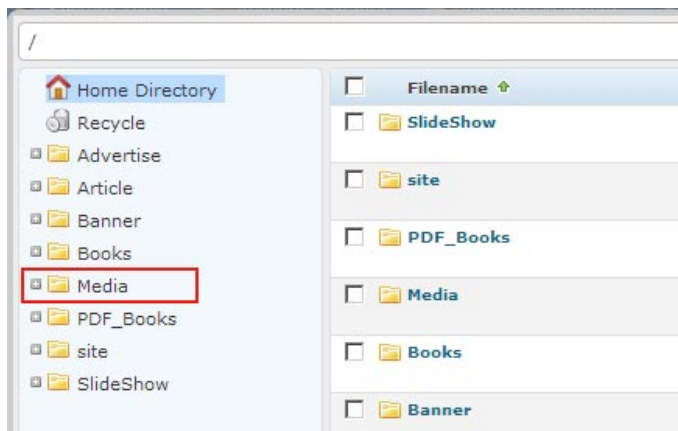 /
Home Directory
Recycle
Advertise
Article
Banner
Books
Media
PDF_Books
site
SlideShow
Filename
SlideShow
site
PDF_Books
Media
Books
Banner